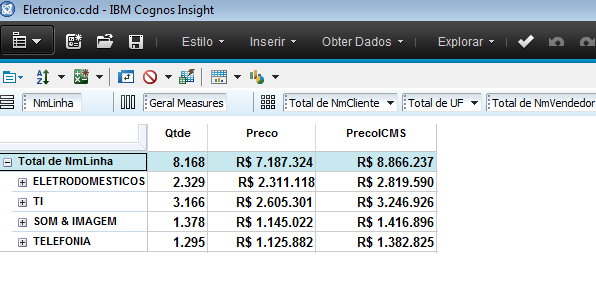 Eletronico.cdd - IBM Cognos Insight
Estilo Inserir Obter Dados Explorar
NmLinha Geral Measures Total de NmCliente Total de UF Total de NmVendedor
Qtde Preco PrecoICMS
Total de NmLinha 8.168 R$ 7.187.324 R$ 8.866.237
ELETRODOMESTICOS 2.329 R$ 2.311.118 R$ 2.819.590
TI 3.166 R$ 2.605.301 R$ 3.246.926
SOM & IMAGEM 1.378 R$ 1.145.022 R$ 1.416.896
TELEFONIA 1.295 R$ 1.125.882 R$ 1.382.825